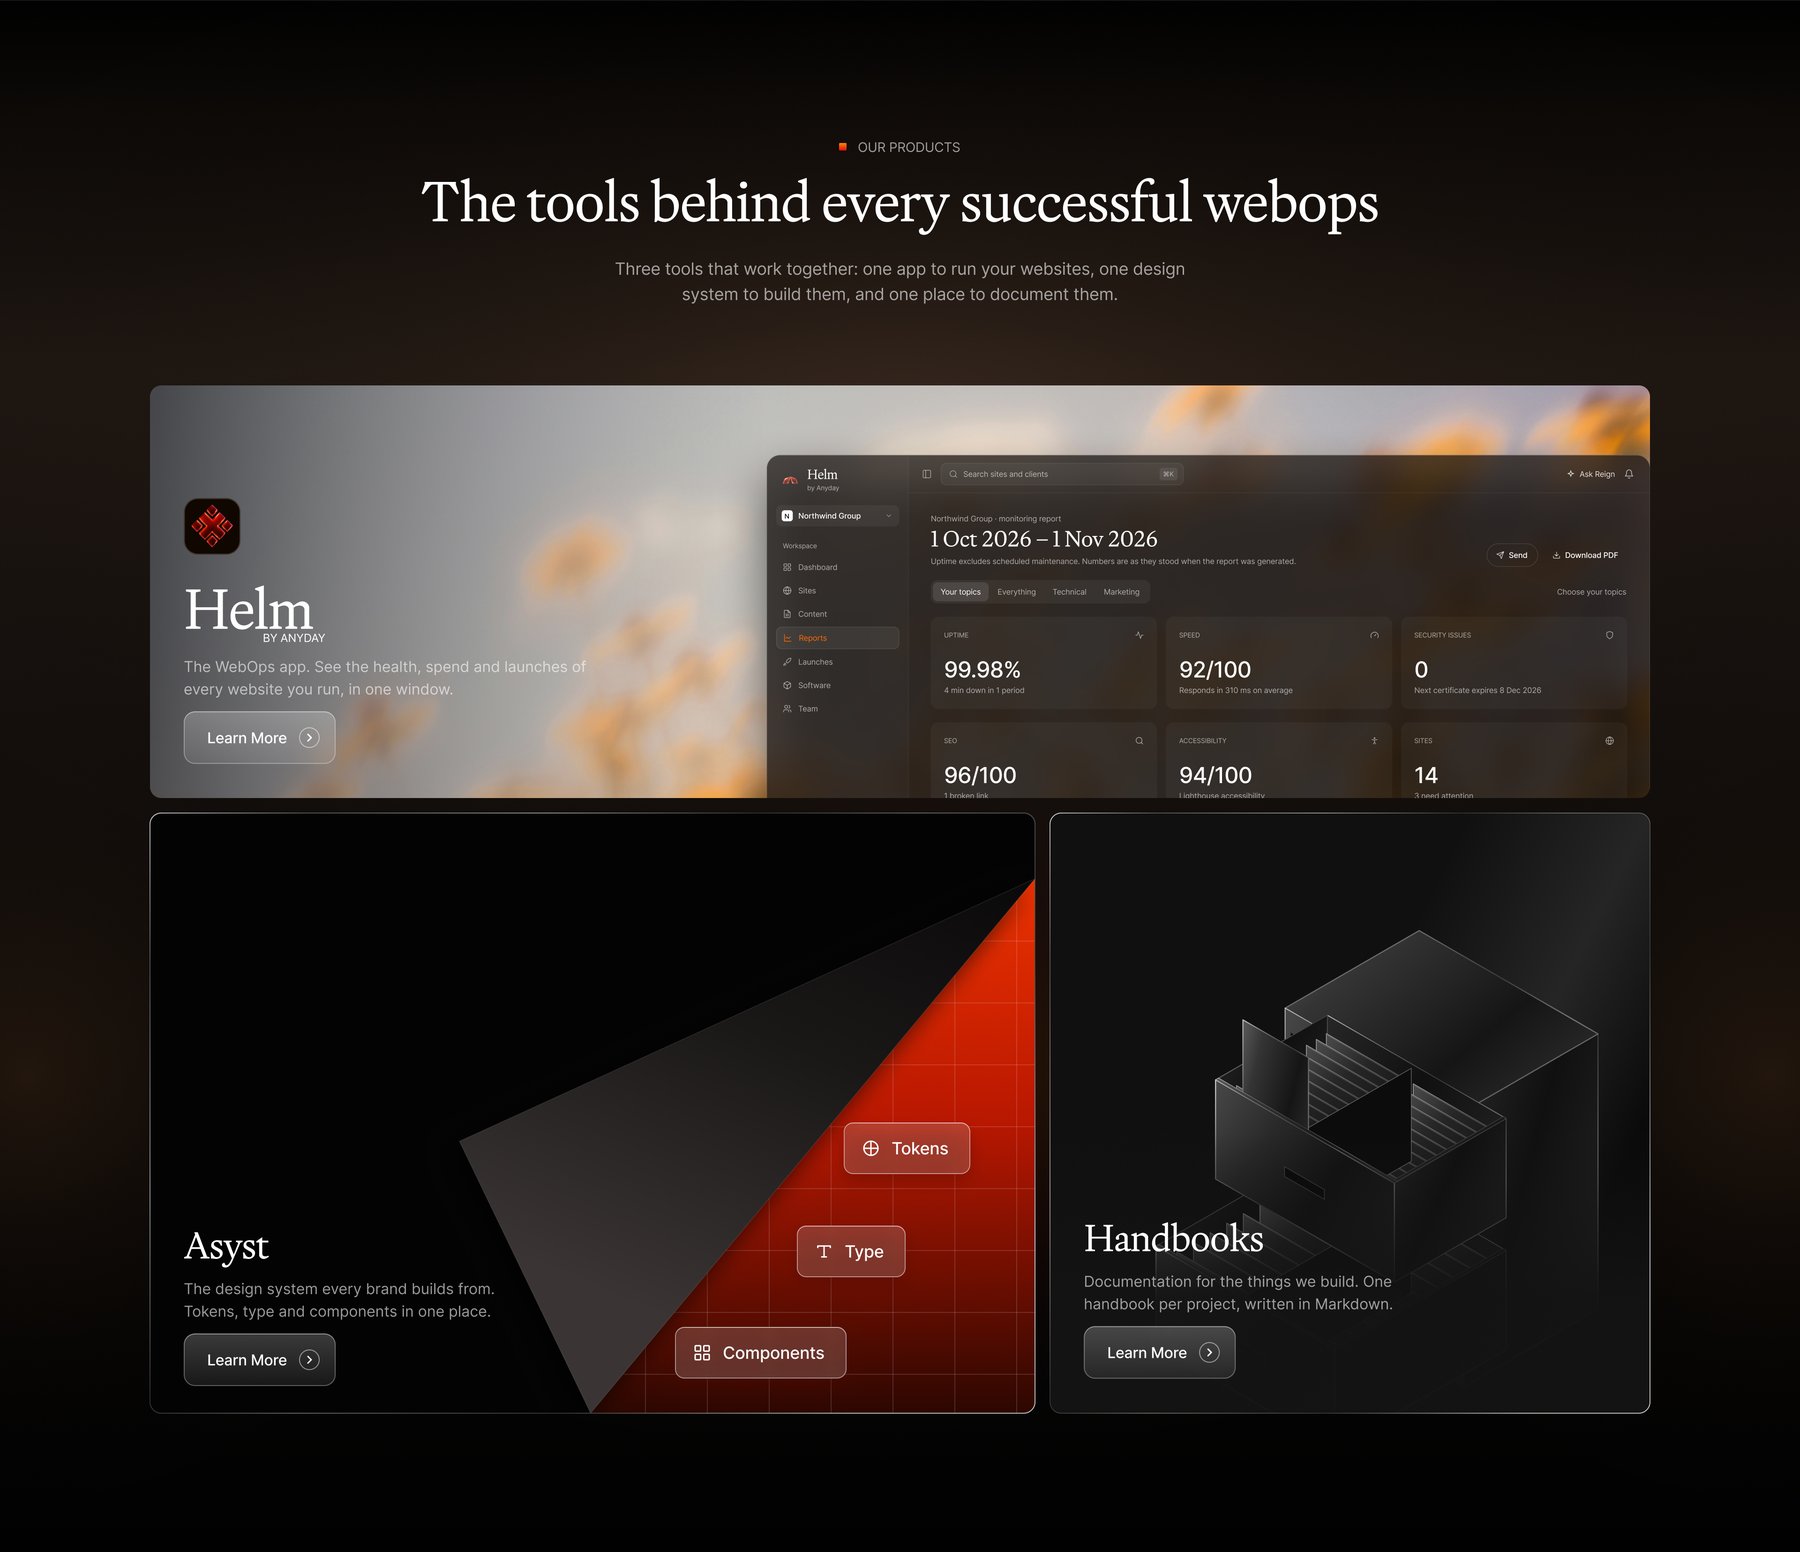 OUR PRODUCTS
The tools behind every successful webops
Three tools that work together: one app to run your websites, one design
system to build them, and one place to document them.
Helm
BY ANYDAY
The WebOps app. See the health, spend and launches of
every website you run, in one window.
Learn More
Helm
by Anyday
Search sites and clients
⌘K
Ask Reign
N
Northwind Group
Workspace
Dashboard
Sites
Content
Reports
Launches
Software
Team
Northwind Group · monitoring report
1 Oct 2026 – 1 Nov 2026
Uptime excludes scheduled maintenance. Numbers are as they stood when the report was generated.
Send
Download PDF
Your topics
Everything
Technical
Marketing
Choose your topics
UPTIME
99.98%
4 min down in 1 period
SPEED
92/100
Responds in 310 ms on average
SECURITY ISSUES
0
Next certificate expires 8 Dec 2026
SEO
96/100
1 broken link
ACCESSIBILITY
94/100
Lighthouse accessibility
SITES
14
3 need attention
Asyst
The design system every brand builds from.
Tokens, type and components in one place.
Learn More
Tokens
Type
Components
Handbooks
Documentation for the things we build. One
handbook per project, written in Markdown.
Learn More